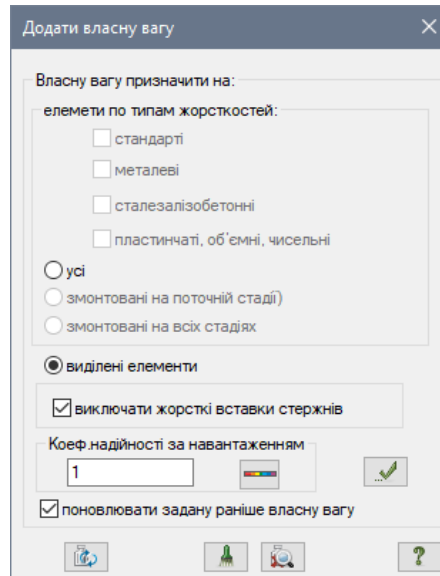 Додати власну вагу
Власну вагу призначити на:
елемети по типам жорсткостей:
стандарті
металеві
сталезалізобетонні
пластинчаті, об'ємні, чисельні
усі
змонтовані на поточній стадії)
змонтовані на всіх стадіях
виділені елементи
виключати жорсткі вставки стержнів
Коеф.надійності за навантаженням
1
поновлювати задану раніше власну вагу
?